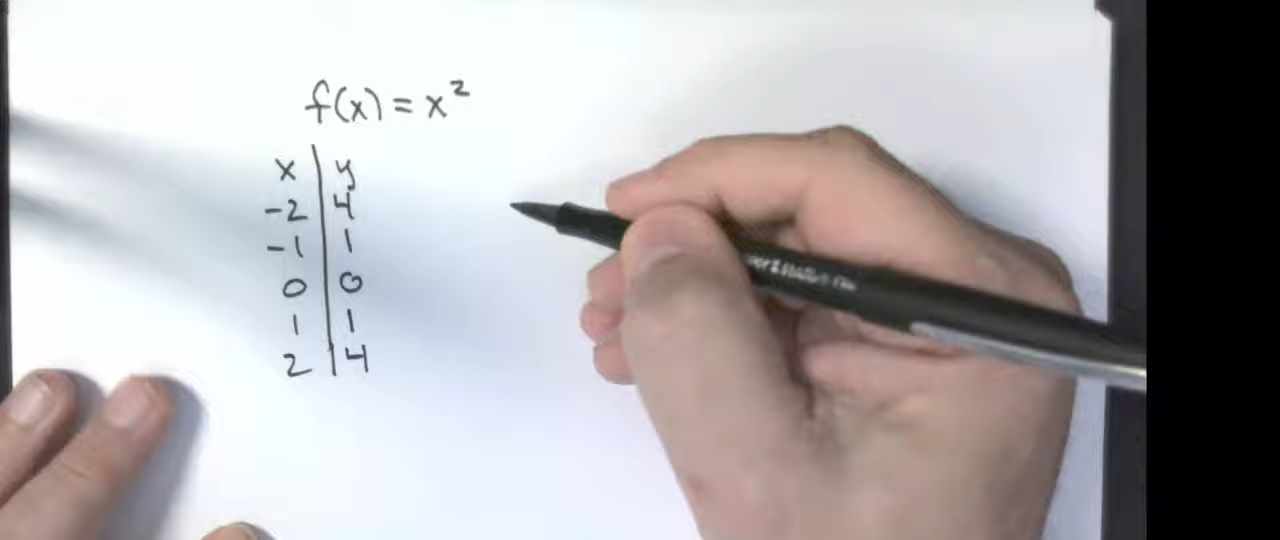 f(x) = x²
x y
-2 4
-1 1
0 0
1 1
2 4